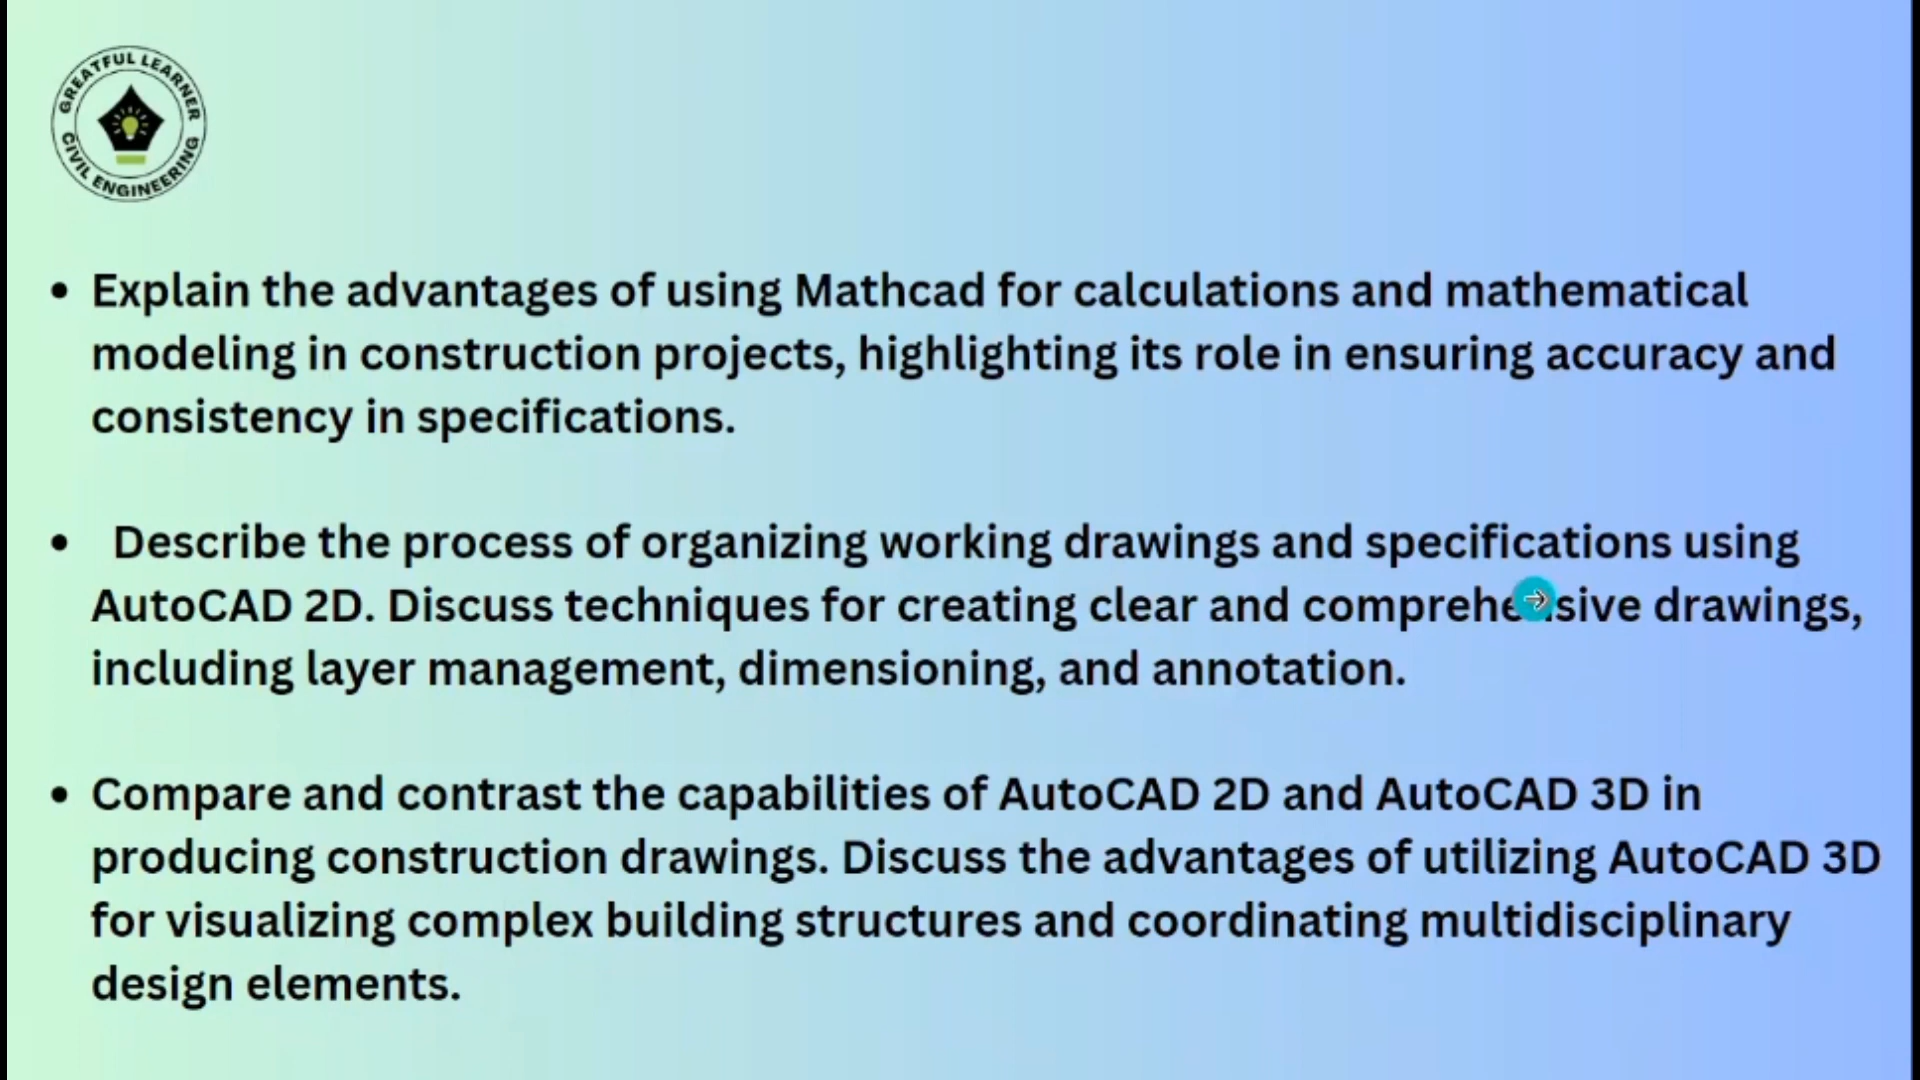 GREATFUL LEARNER
CIVIL ENGINEERING
• Explain the advantages of using Mathcad for calculations and mathematical
modeling in construction projects, highlighting its role in ensuring accuracy and
consistency in specifications.
• Describe the process of organizing working drawings and specifications using
AutoCAD 2D. Discuss techniques for creating clear and comprehensive drawings,
including layer management, dimensioning, and annotation.
• Compare and contrast the capabilities of AutoCAD 2D and AutoCAD 3D in
producing construction drawings. Discuss the advantages of utilizing AutoCAD 3D
for visualizing complex building structures and coordinating multidisciplinary
design elements.